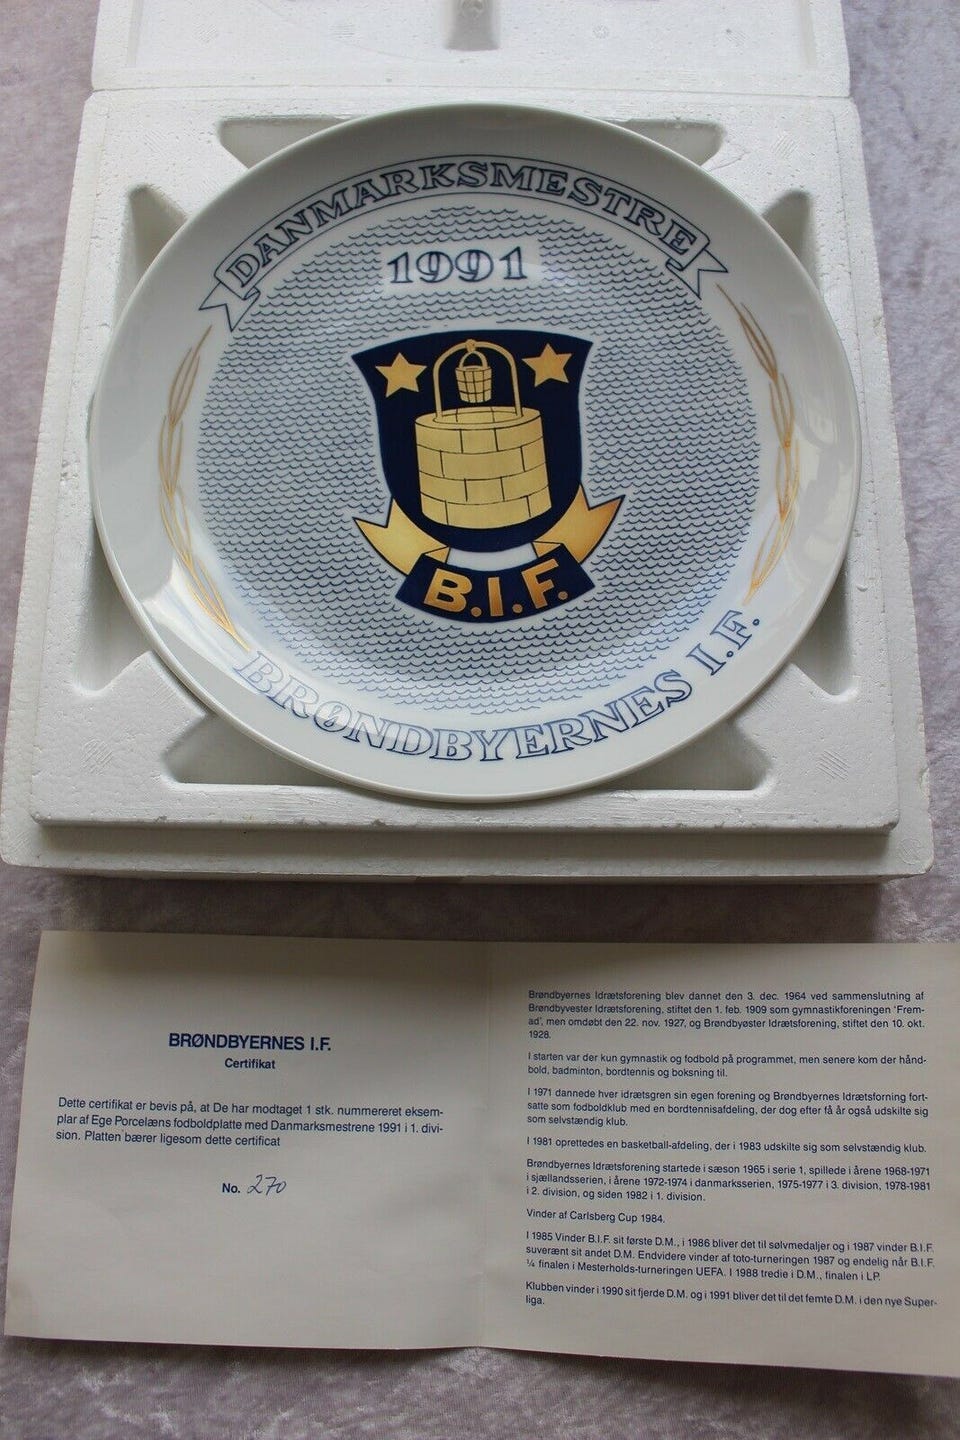 DANMARKSMESTRE
1991
B.I.F.
BRØNDBYERNES I.F.
BRØNDBYERNES I.F.
Certifikat
Dette certifikat er bevis på, at De har modtaget 1 stk. nummereret eksem-
plar af Ege Porcelæns fodboldplatte med Danmarksmestrene 1991 i 1. divi-
sion. Platten bærer ligesom dette certificat
No. 270
Brøndbyernes Idrætsforening blev dannet den 3. dec. 1964 ved sammenslutning af
Brøndbyvester Idrætsforening, stiftet den 1. feb. 1909 som gymnastikforeningen 'Frem-
ad', men omdøbt den 22. nov. 1927, og Brøndbyøster Idrætsforening, stiftet den 10. okt.
1928.
I starten var der kun gymnastik og fodbold på programmet, men senere kom der hånd-
bold, badminton, bordtennis og boksning til.
I 1971 dannede hver idrætsgren sin egen forening og Brøndbyernes Idrætsforening fort-
satte som fodboldklub med en bordtennisafdeling, der dog efter få år også udskilte sig
som selvstændig klub.
I 1981 oprettedes en basketball-afdeling, der i 1983 udskilte sig som selvstændig klub.
Brøndbyernes Idrætsforening startede i sæson 1965 i serie 1, spillede i årene 1968-1971
i sjællandsserien, i årene 1972-1974 i danmarksserien, 1975-1977 i 3. division, 1978-1981
i 2. division, og siden 1982 i 1. division.
Vinder af Carlsberg Cup 1984.
I 1985 Vinder B.I.F. sit første D.M., i 1986 bliver det til sølvmedaljer og i 1987 vinder B.I.F.
suverænt sit andet D.M. Endvidere vinder af toto-turneringen 1987 og endelig når B.I.F.
¼ finalen i Mesterholds-turneringen UEFA. I 1988 tredie i D.M., finalen i LP.
Klubben vinder i 1990 sit fjerde D.M. og i 1991 bliver det til det femte D.M. i den nye Super-
liga.